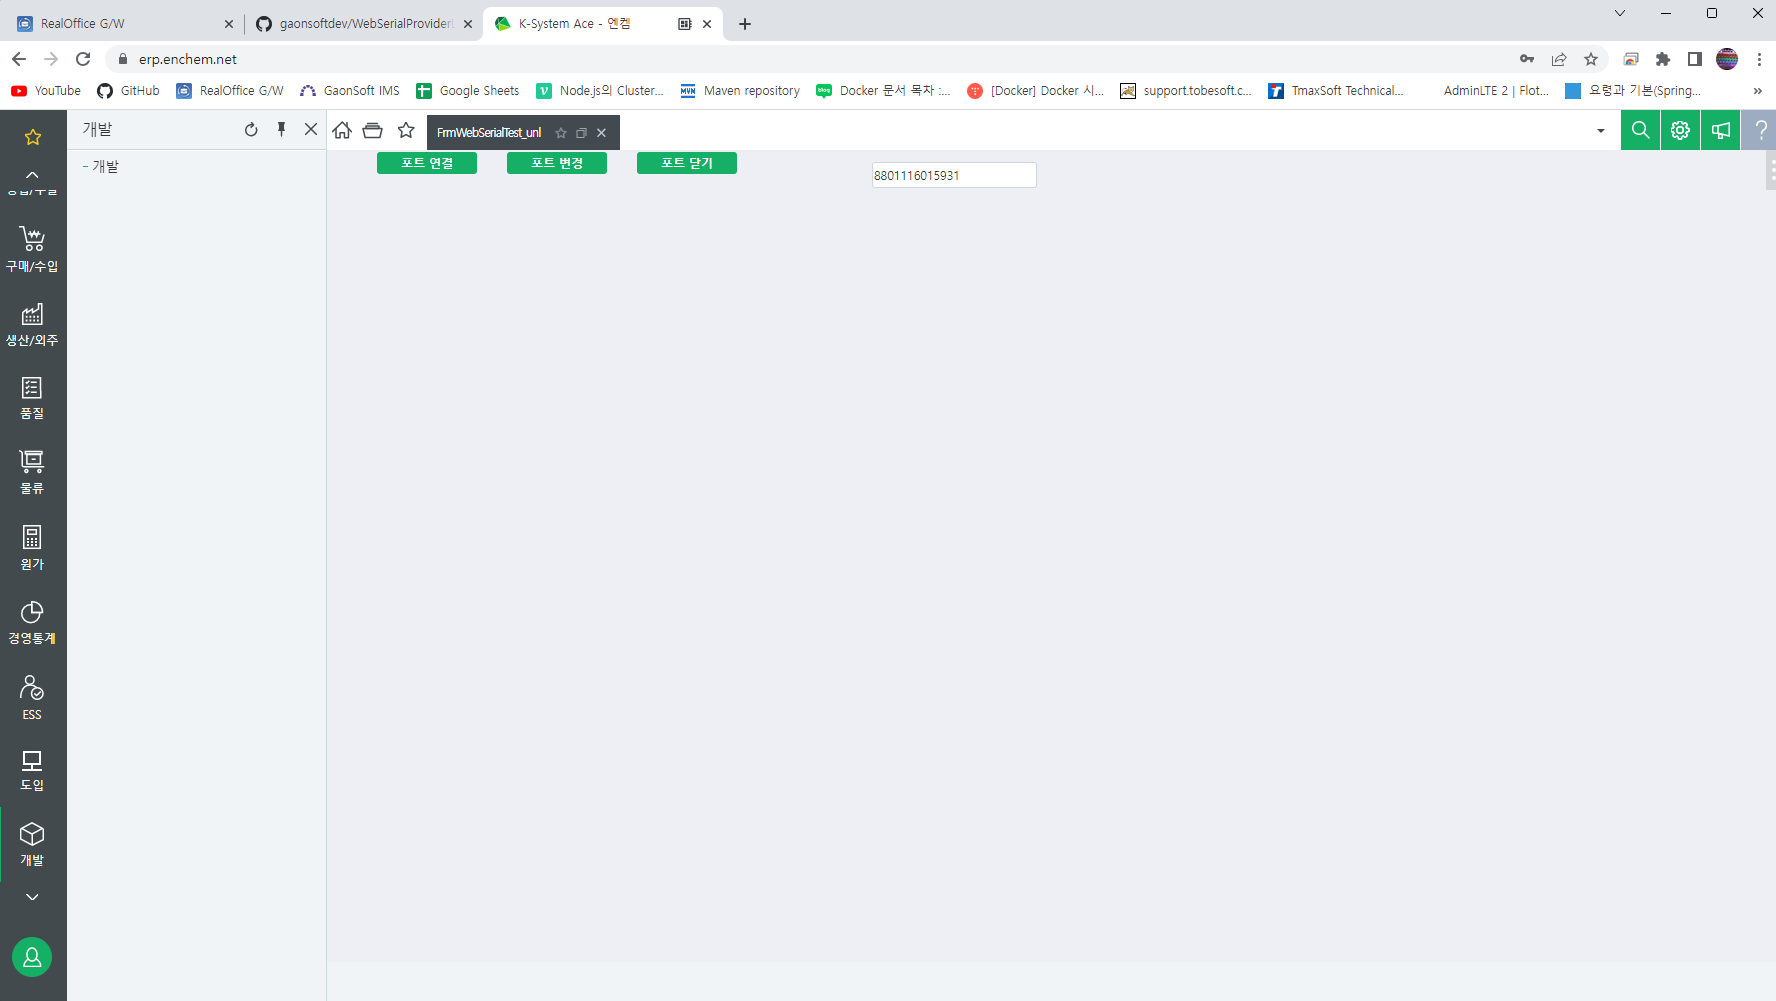 RealOffice G/W
gaonsoftdev/WebSerialProvider
K-System Ace - 엔켐
erp.enchem.net
YouTube
GitHub
RealOffice G/W
GaonSoft IMS
Google Sheets
Node.js의 Cluster...
Maven repository
Docker 문서 목차 :...
[Docker] Docker 시...
support.tobesoft.c...
TmaxSoft Technical...
AdminLTE 2 | Flot...
요령과 기본(Spring...
개발
FrmWebSerialTest_unl
- 개발
포트 연결
포트 변경
포트 닫기
8801116015931
구매/수입
생산/외주
품질
물류
원가
경영통계
ESS
도입
개발